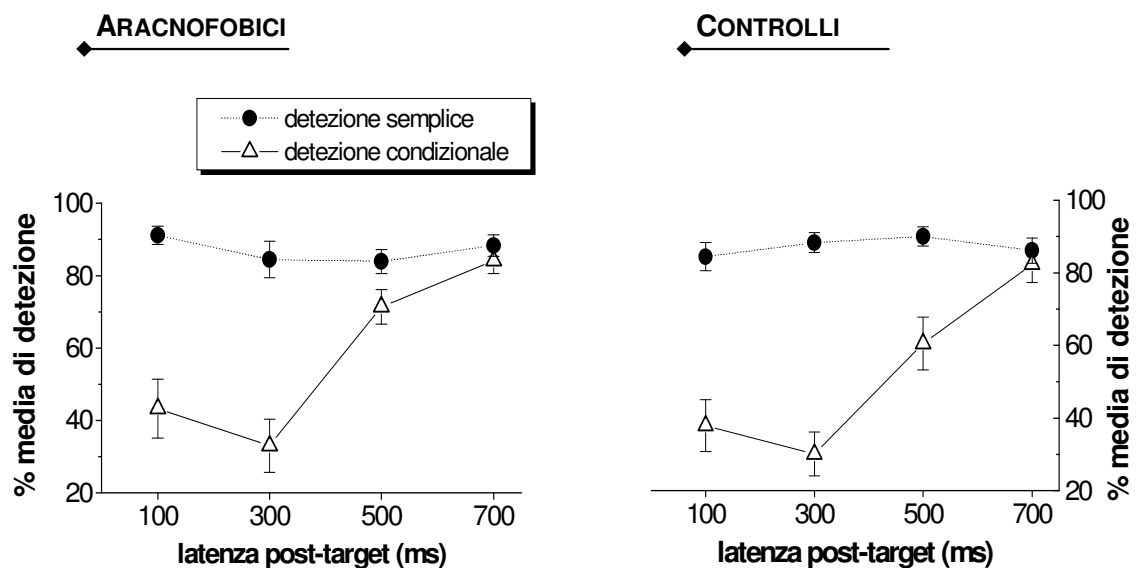 ARACNOFOBICI
CONTROLLI
detezione semplice
detezione condizionale
% media di detezione
100
80
60
40
20
100
300
500
700
latenza post-target (ms)
100
80
60
40
20
% media di detezione
100
300
500
700
latenza post-target (ms)